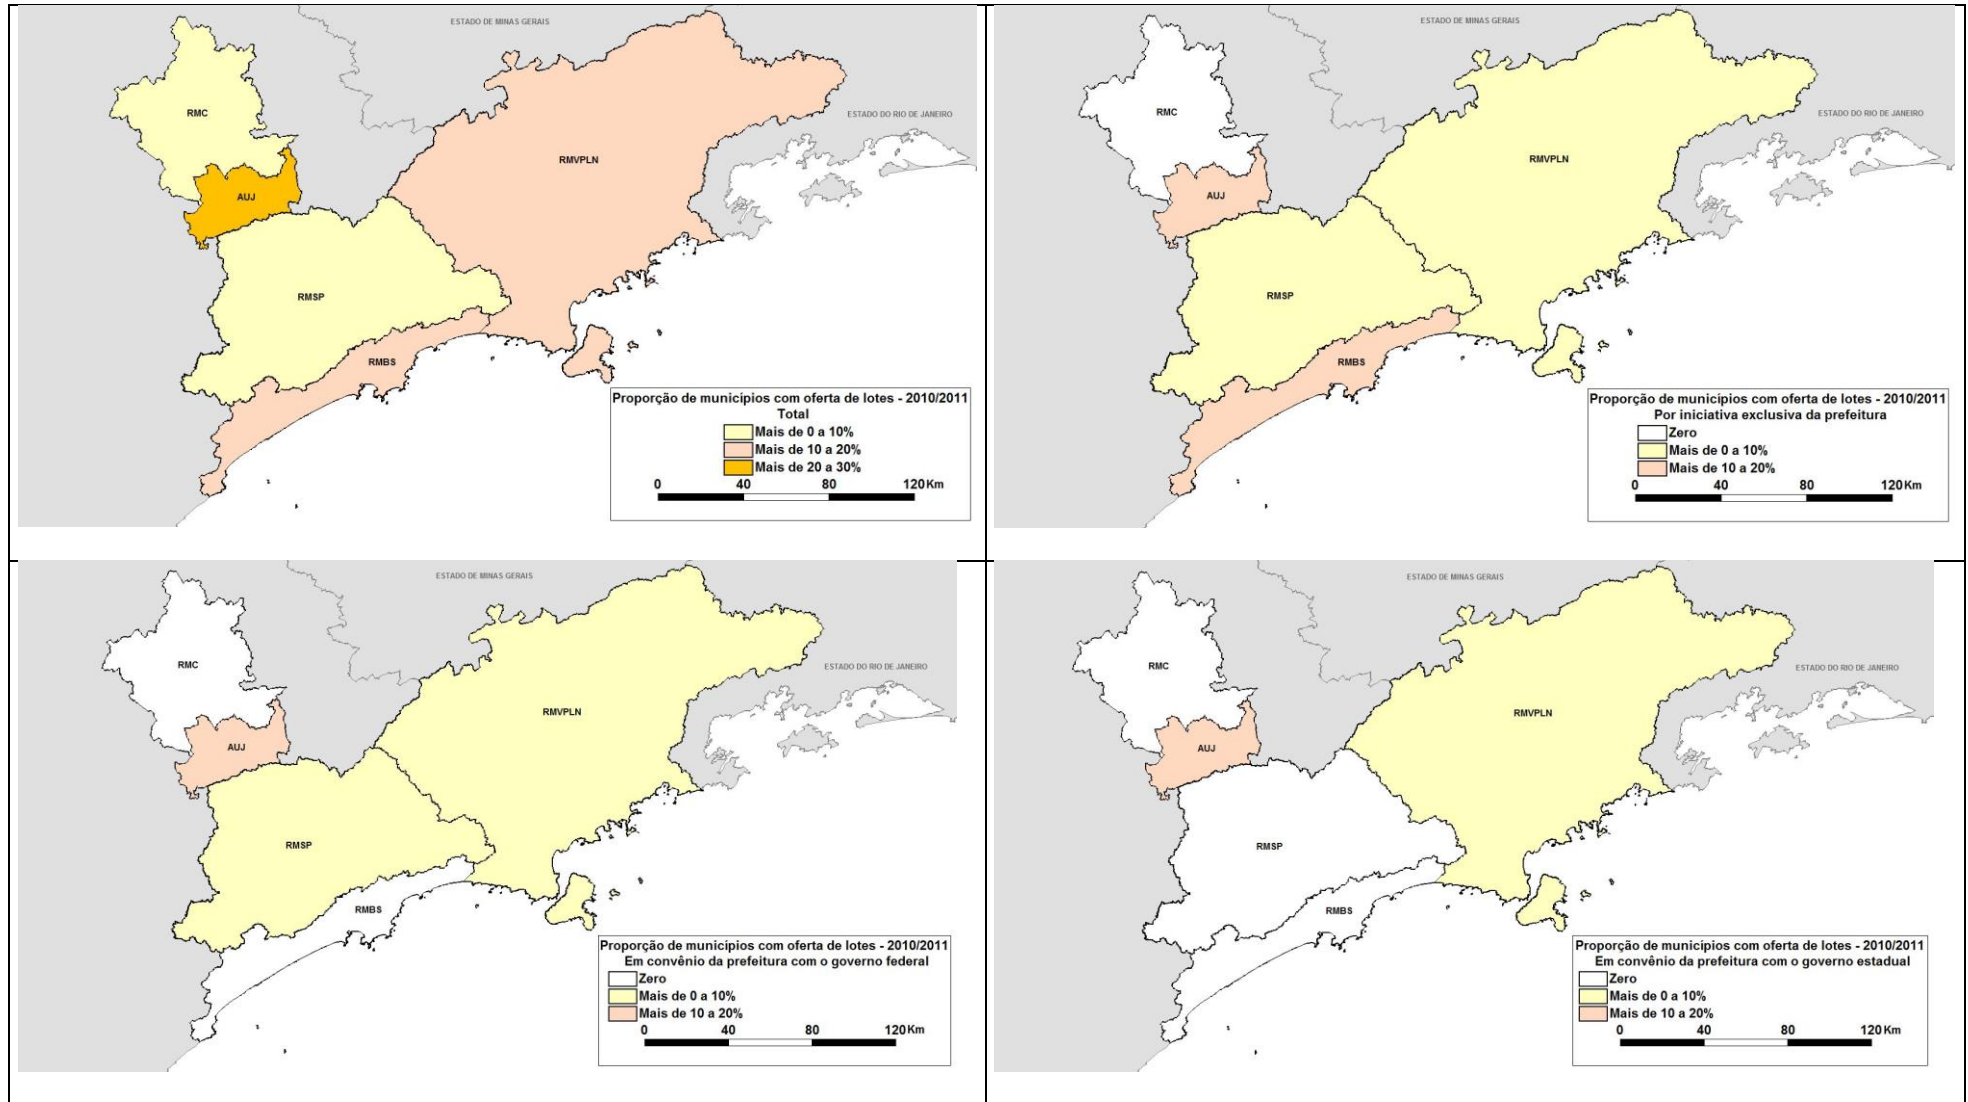 ESTADO DE MINAS GERAIS
RMC
ESTADO DO RIO DE JANEIRO
RMVPLN
AUJ
RMSP
RMBS
Proporção de municípios com oferta de lotes - 2010/2011
Total
Mais de 0 a 10%
Mais de 10 a 20%
Mais de 20 a 30%
0 40 80 120 Km
ESTADO DE MINAS GERAIS
RMC
ESTADO DO RIO DE JANEIRO
RMVPLN
AUJ
RMSP
RMBS
Proporção de municípios com oferta de lotes - 2010/2011
Por iniciativa exclusiva da prefeitura
Zero
Mais de 0 a 10%
Mais de 10 a 20%
0 40 80 120 Km
ESTADO DE MINAS GERAIS
RMC
ESTADO DO RIO DE JANEIRO
RMVPLN
AUJ
RMSP
RMBS
Proporção de municípios com oferta de lotes - 2010/2011
Em convênio da prefeitura com o governo federal
Zero
Mais de 0 a 10%
Mais de 10 a 20%
0 40 80 120 Km
ESTADO DE MINAS GERAIS
RMC
ESTADO DO RIO DE JANEIRO
RMVPLN
AUJ
RMSP
RMBS
Proporção de municípios com oferta de lotes - 2010/2011
Em convênio da prefeitura com o governo estadual
Zero
Mais de 0 a 10%
Mais de 10 a 20%
0 40 80 120 Km